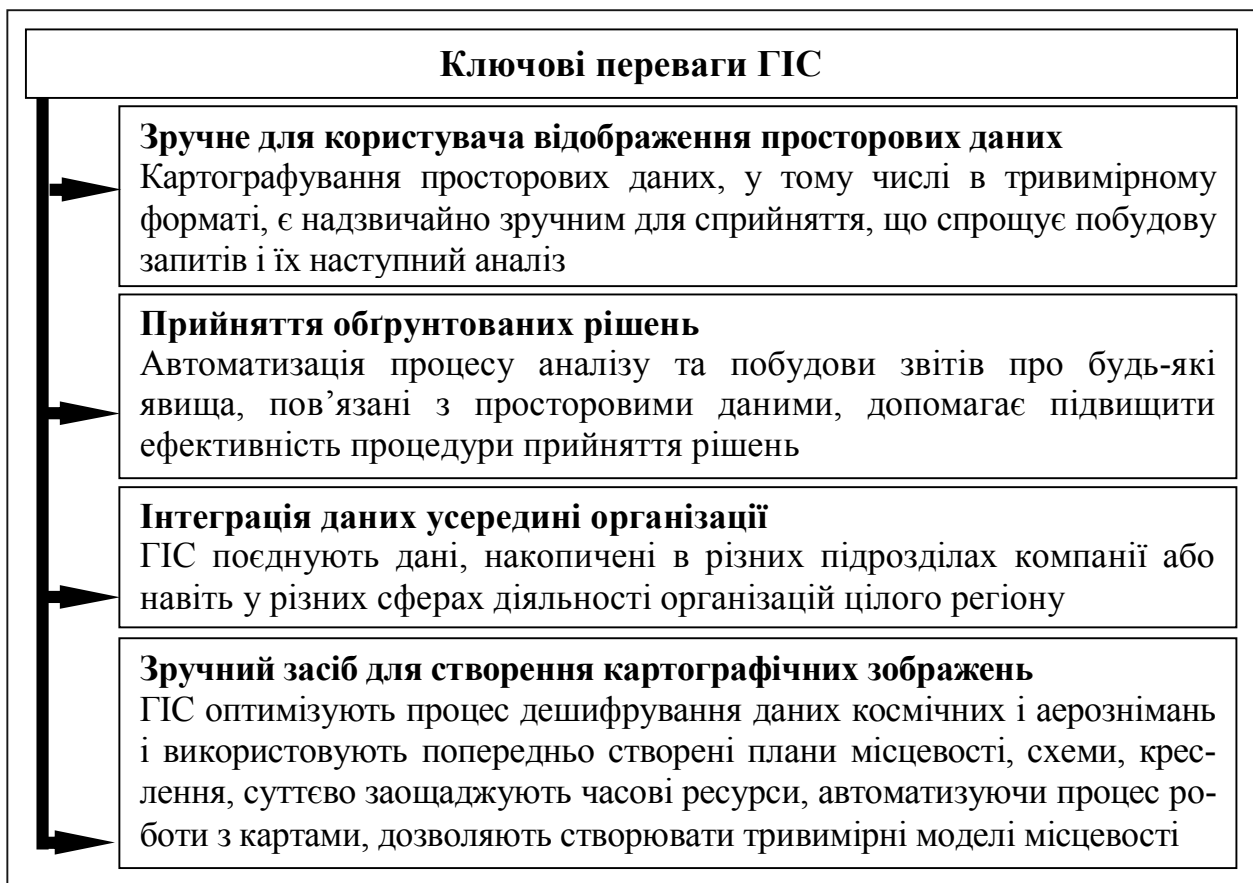 Ключові переваги ГІС
Зручне для користувача відображення просторових даних
Картографування просторових даних, у тому числі в тривимірному
форматі, є надзвичайно зручним для сприйняття, що спрощує побудову
запитів і їх наступний аналіз
Прийняття обґрунтованих рішень
Автоматизація процесу аналізу та побудови звітів про будь-які
явища, пов’язані з просторовими даними, допомагає підвищити
ефективність процедури прийняття рішень
Інтеграція даних усередині організації
ГІС поєднують дані, накопичені в різних підрозділах компанії або
навіть у різних сферах діяльності організацій цілого регіону
Зручний засіб для створення картографічних зображень
ГІС оптимізують процес дешифрування даних космічних і аерознімань
і використовують попередньо створені плани місцевості, схеми, крес-
лення, суттєво заощаджують часові ресурси, автоматизуючи процес ро-
боти з картами, дозволяють створювати тривимірні моделі місцевості